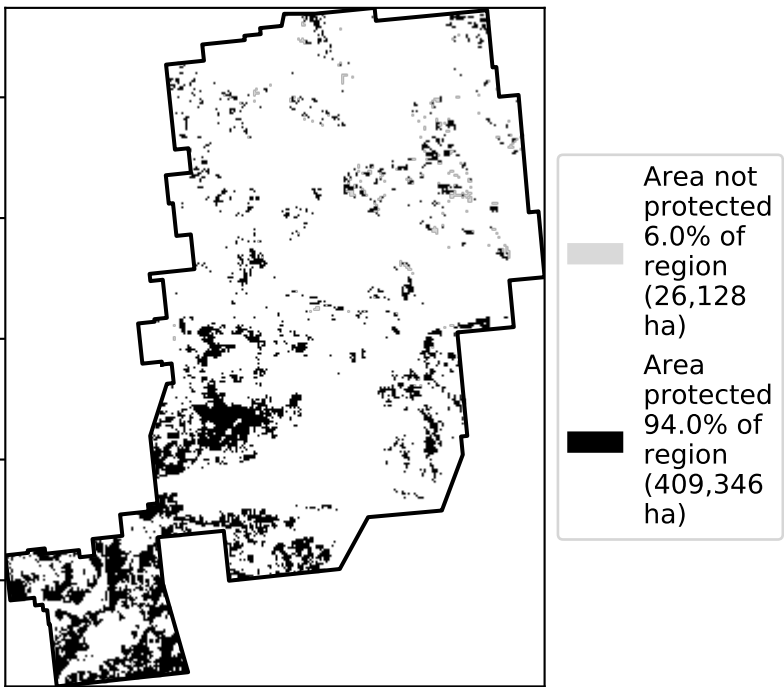 Area not
protected
6.0% of
region
(26,128
ha)
Area
protected
94.0% of
region
(409,346
ha)